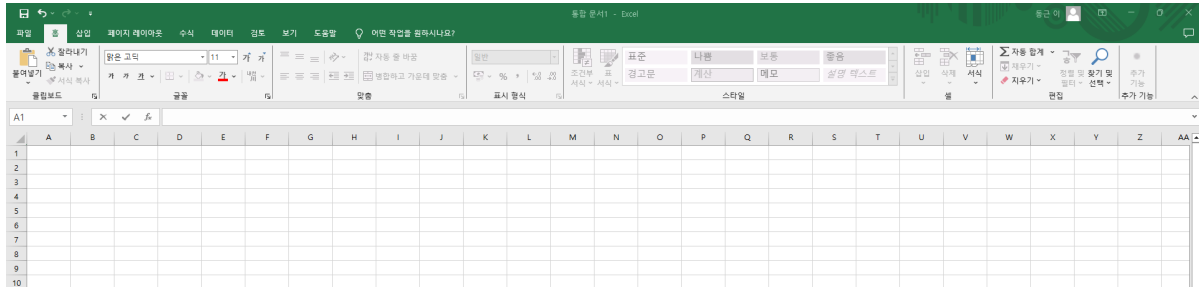 통합 문서1 - Excel
동근 이
파일 홈 삽입 페이지 레이아웃 수식 데이터 검토 보기 도움말 어떤 작업을 원하시나요?
붙여넣기
잘라내기
복사
서식 복사
클립보드
맑은 고딕 11 가 가
가 가 가 가 내천
글꼴
자동 줄 바꿈
병합하고 가운데 맞춤
맞춤
일반
% ,
표시 형식
조건부 서식
표 서식
표준 나쁨 보통 좋음
경고문 계산 메모 설명 텍스트
스타일
삽입 삭제 서식
셀
자동 합계
채우기
지우기
정렬 및 필터
찾기 및 선택
편집
추가 기능
추가 기능
A1 fx
A B C D E F G H I J K L M N O P Q R S T U V W X Y Z AA
1
2
3
4
5
6
7
8
9
10